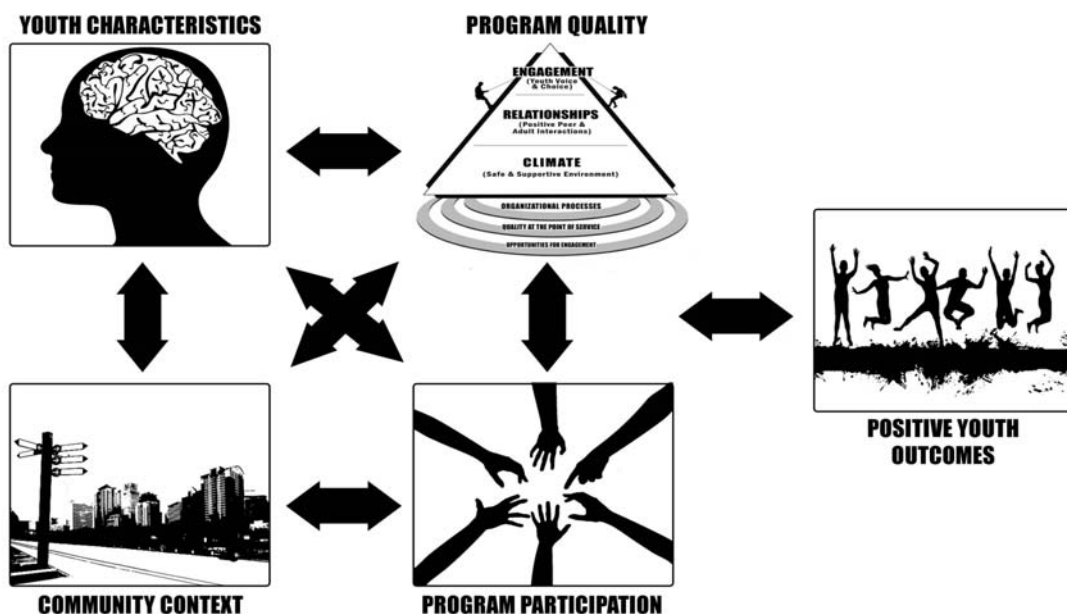 YOUTH CHARACTERISTICS
PROGRAM QUALITY
ENGAGEMENT
(Youth Voice
& Choice)
RELATIONSHIPS
(Positive Peer &
Adult Interactions)
CLIMATE
(Safe & Supportive Environment)
ORGANIZATIONAL PROCESSES
QUALITY AT THE POINT OF SERVICE
OPPORTUNITIES FOR ENGAGEMENT
POSITIVE YOUTH
OUTCOMES
COMMUNITY CONTEXT
PROGRAM PARTICIPATION